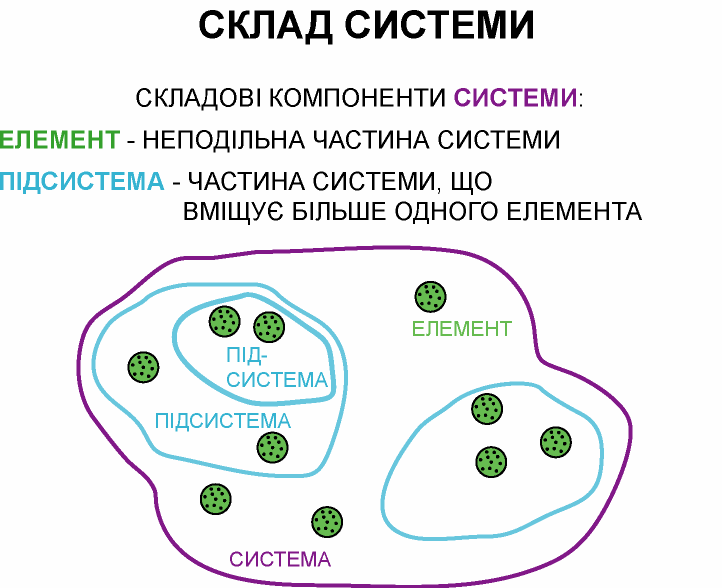 СКЛАД СИСТЕМИ
СКЛАДОВІ КОМПОНЕНТИ СИСТЕМИ:
ЕЛЕМЕНТ - НЕПОДІЛЬНА ЧАСТИНА СИСТЕМИ
ПІДСИСТЕМА - ЧАСТИНА СИСТЕМИ, ЩО
ВМІЩУЄ БІЛЬШЕ ОДНОГО ЕЛЕМЕНТА
ЕЛЕМЕНТ
ПІД-
СИСТЕМА
ПІДСИСТЕМА
СИСТЕМА